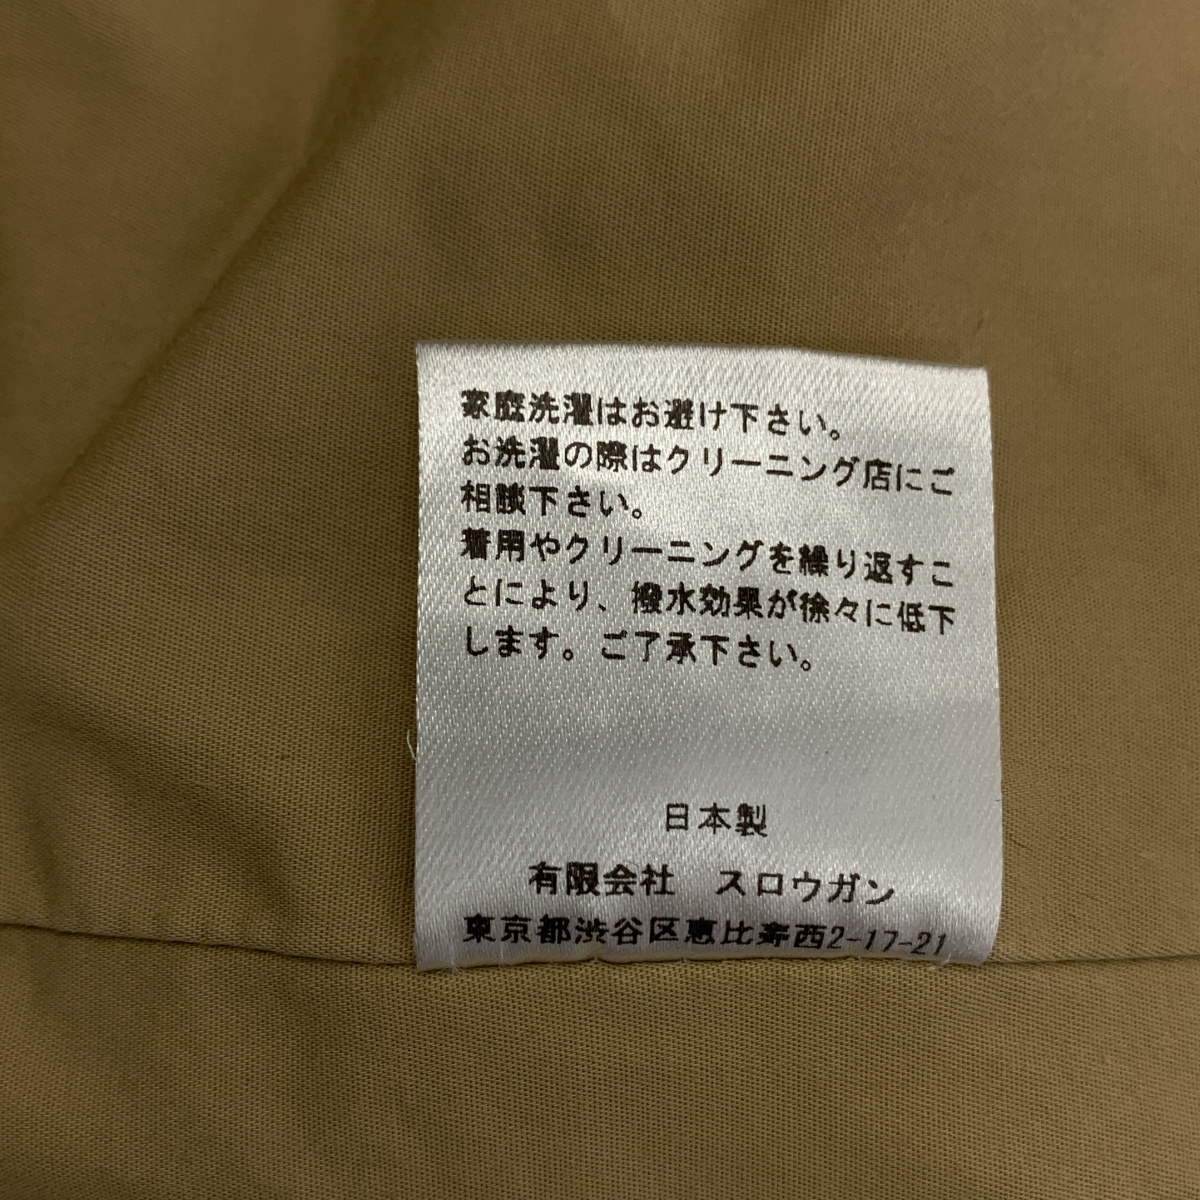 家庭洗濯はお避け下さい。
お洗濯の際はクリーニング店にご
相談下さい。
着用やクリーニングを繰り返すこ
とにより、撥水効果が徐々に低下
します。ご了承下さい。
日本製
有限会社　スロウガン
東京都渋谷区恵比寿西2-17-21